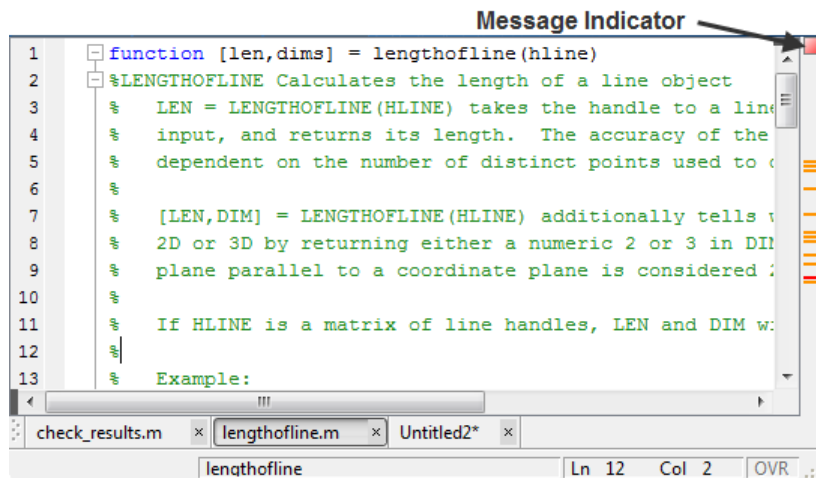 Message Indicator
1 function [len,dims] = lengthofline(hline)
2 %LENGTHOFLINE Calculates the length of a line object
3 % LEN = LENGTHOFLINE(HLINE) takes the handle to a line
4 % input, and returns its length. The accuracy of the
5 % dependent on the number of distinct points used to
6 %
7 % [LEN,DIM] = LENGTHOFLINE(HLINE) additionally tells
8 % 2D or 3D by returning either a numeric 2 or 3 in
9 % plane parallel to a coordinate plane is considered
10 %
11 % If HLINE is a matrix of line handles, LEN and DIM
12 %
13 % Example:
check_results.m × lengthofline.m × Untitled2* ×
lengthofline Ln 12 Col 2 OVR